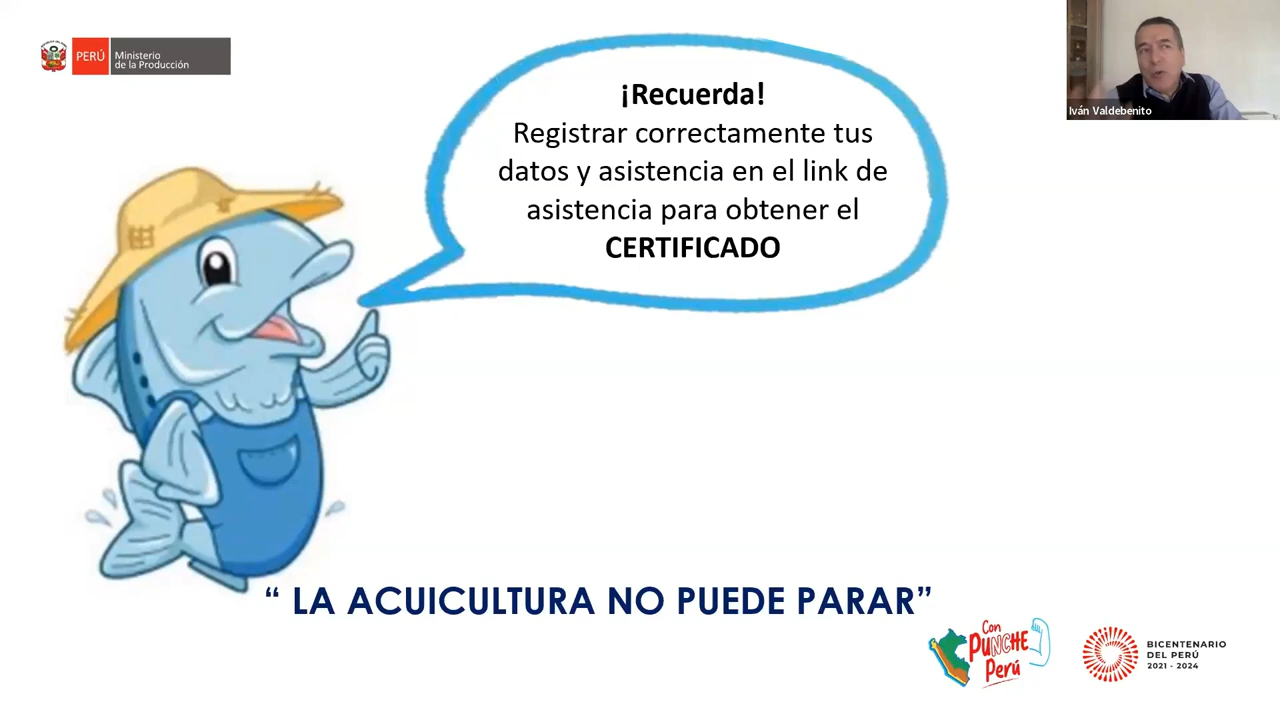 PERÚ
Ministerio
de la Producción
¡Recuerda!
Registrar correctamente tus
datos y asistencia en el link de
asistencia para obtener el
CERTIFICADO
Iván Valdebenito
“ LA ACUICULTURA NO PUEDE PARAR”
Con
PUNCHE
Perú
BICENTENARIO
DEL PERÚ
2021 - 2024